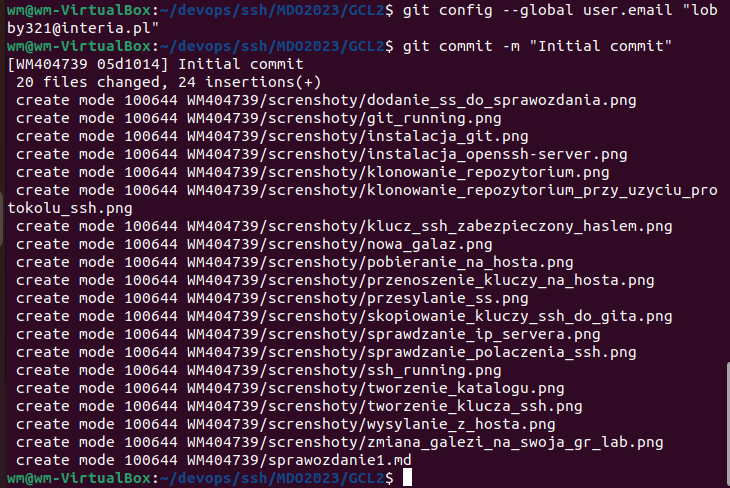 wm@wm-VirtualBox:~/devops/ssh/MDO2023/GCL2$ git config --global user.email "lob
by321@interia.pl"
wm@wm-VirtualBox:~/devops/ssh/MDO2023/GCL2$ git commit -m "Initial commit"
[WM404739 05d1014] Initial commit
 20 files changed, 24 insertions(+)
 create mode 100644 WM404739/screnshoty/dodanie_ss_do_sprawozdania.png
 create mode 100644 WM404739/screnshoty/git_running.png
 create mode 100644 WM404739/screnshoty/instalacja_git.png
 create mode 100644 WM404739/screnshoty/instalacja_openssh-server.png
 create mode 100644 WM404739/screnshoty/klonowanie_repozytorium.png
 create mode 100644 WM404739/screnshoty/klonowanie_repozytorium_przy_uzyciu_pro
tokolu_ssh.png
 create mode 100644 WM404739/screnshoty/klucz_ssh_zabezpieczony_haslem.png
 create mode 100644 WM404739/screnshoty/nowa_galaz.png
 create mode 100644 WM404739/screnshoty/pobieranie_na_hosta.png
 create mode 100644 WM404739/screnshoty/przenoszenie_kluczy_na_hosta.png
 create mode 100644 WM404739/screnshoty/przesylanie_ss.png
 create mode 100644 WM404739/screnshoty/skopiowanie_kluczy_ssh_do_gita.png
 create mode 100644 WM404739/screnshoty/sprawdzanie_ip_servera.png
 create mode 100644 WM404739/screnshoty/sprawdzanie_polaczenia_ssh.png
 create mode 100644 WM404739/screnshoty/ssh_running.png
 create mode 100644 WM404739/screnshoty/tworzenie_katalogu.png
 create mode 100644 WM404739/screnshoty/tworzenie_klucza_ssh.png
 create mode 100644 WM404739/screnshoty/wysylanie_z_hosta.png
 create mode 100644 WM404739/screnshoty/zmiana_galezi_na_swoja_gr_lab.png
 create mode 100644 WM404739/sprawozdanie1.md
wm@wm-VirtualBox:~/devops/ssh/MDO2023/GCL2$